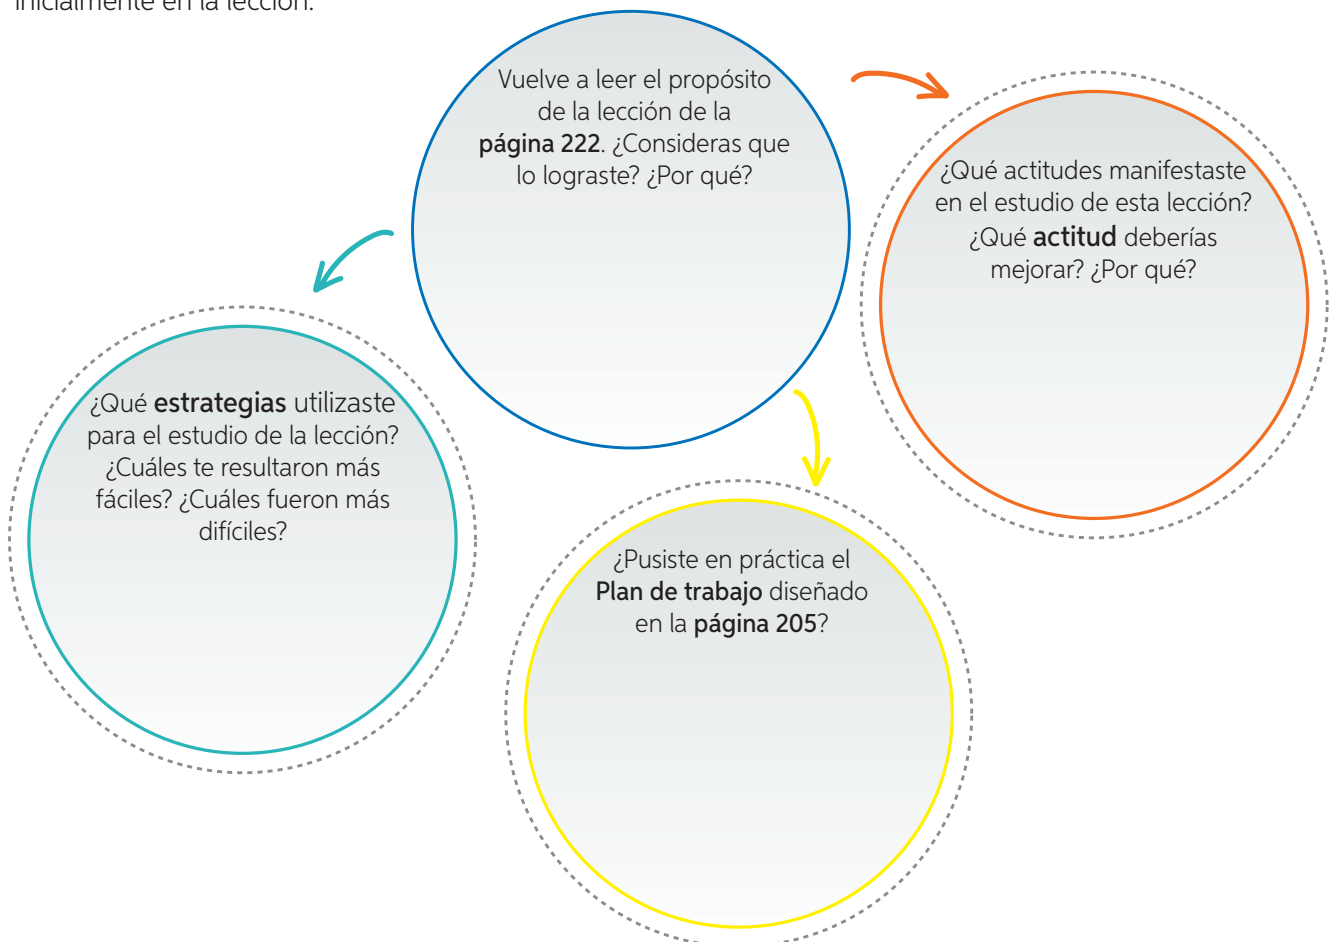 inicialmente en la lección.
Vuelve a leer el propósito
de la lección de la
página 222. ¿Consideras que
lo lograste? ¿Por qué?
¿Qué actitudes manifestaste
en el estudio de esta lección?
¿Qué actitud deberías
mejorar? ¿Por qué?
¿Qué estrategias utilizaste
para el estudio de la lección?
¿Cuáles te resultaron más
fáciles? ¿Cuáles fueron más
difíciles?
¿Pusiste en práctica el
Plan de trabajo diseñado
en la página 205?